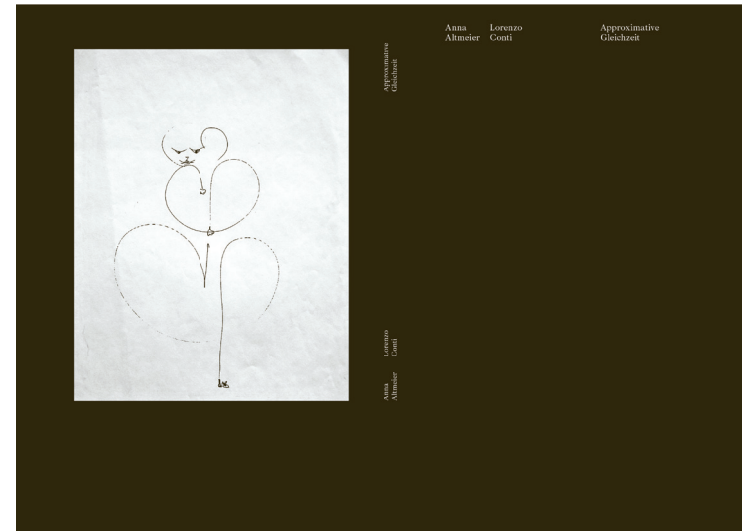 Anna Altmeier
Lorenzo Conti
Approximative Gleichzeit
Approximative
Gleichzeit
Lorenzo
Conti
Anna
Altmeier